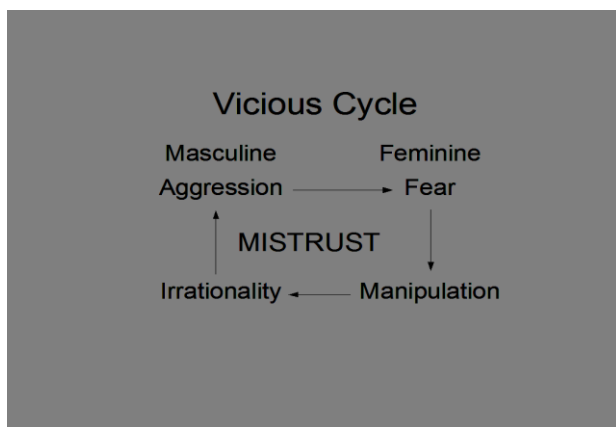 Vicious Cycle
Masculine Feminine
Aggression Fear
MISTRUST
Irrationality Manipulation